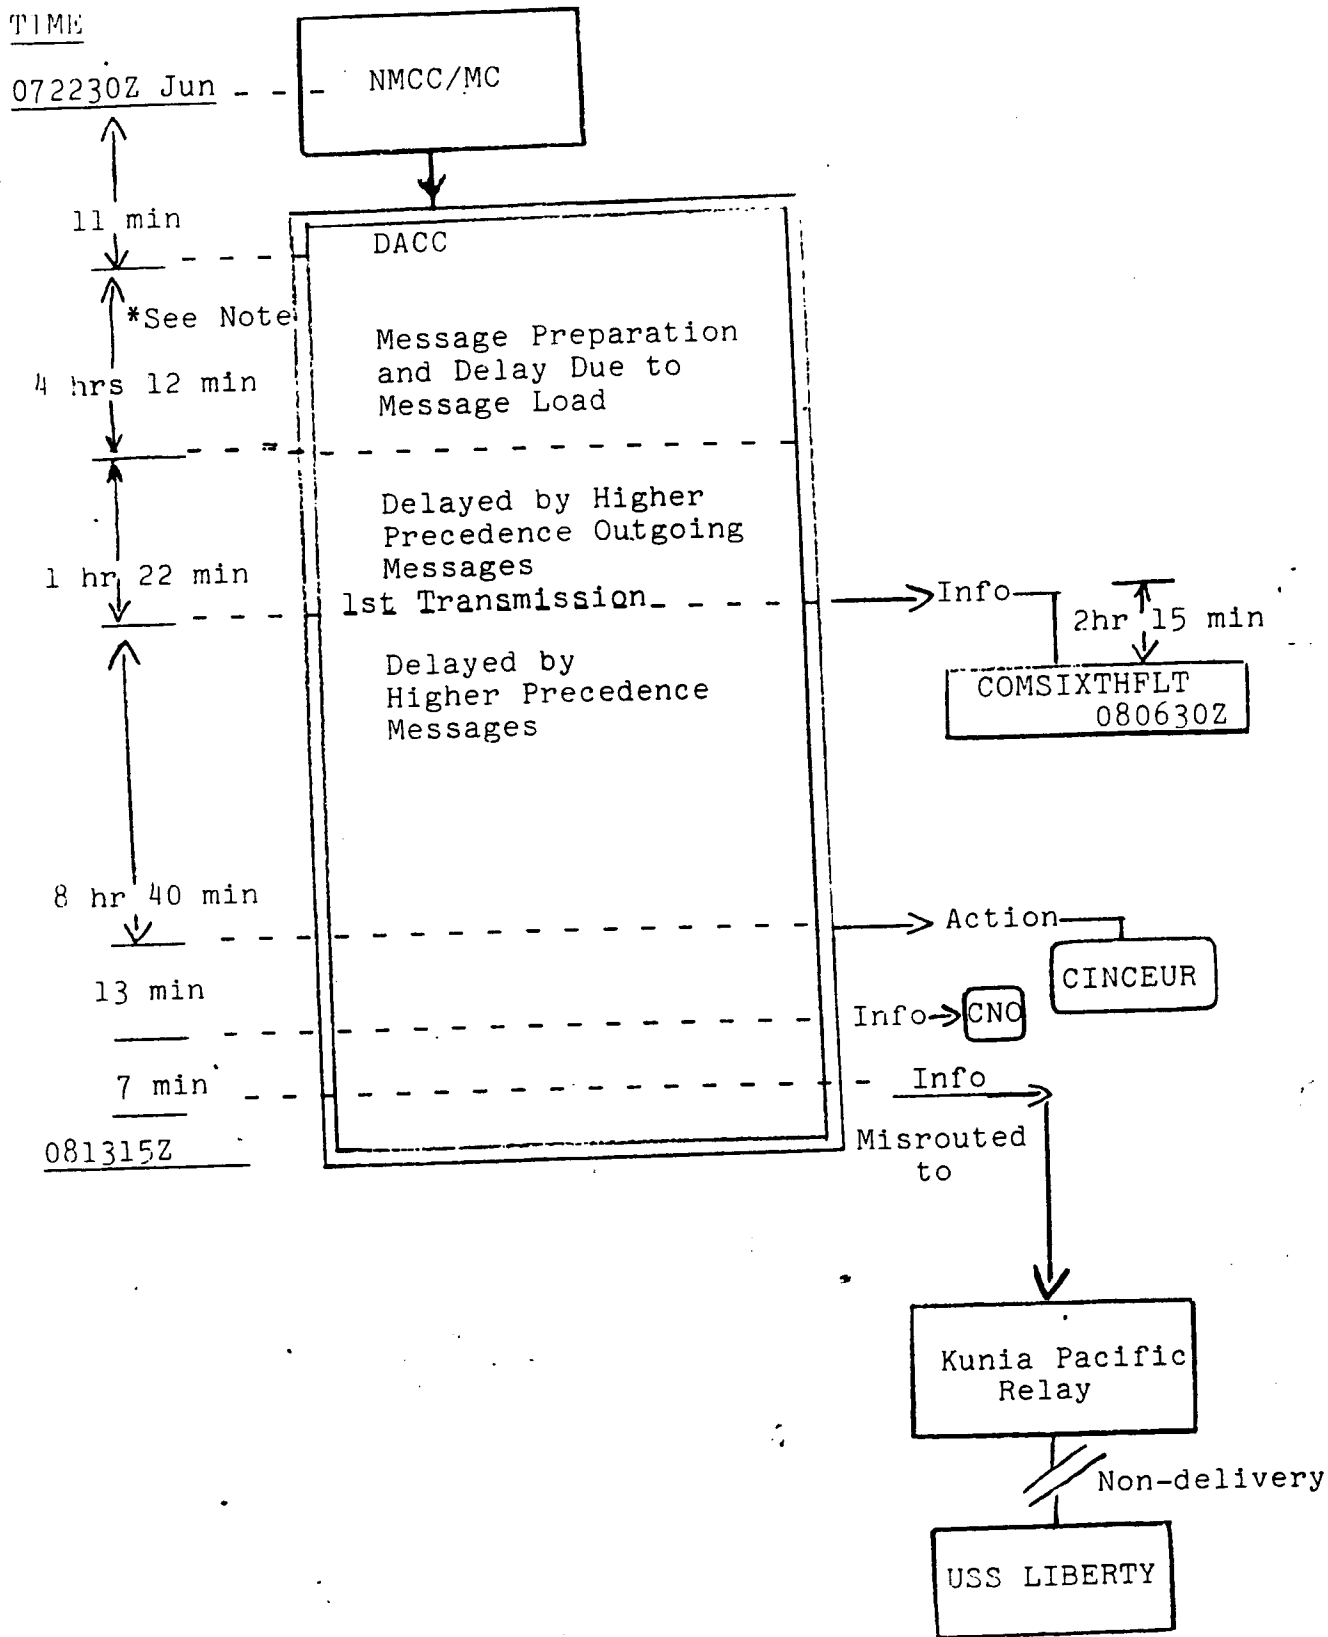 TIME
072230Z Jun
NMCC/MC
11 min
DACC
*See Note
Message Preparation
and Delay Due to
Message Load
4 hrs 12 min
Delayed by Higher
Precedence Outgoing
Messages
1 hr 22 min
1st Transmission
Info
2hr 15 min
COMSIXTHFLT
080630Z
Delayed by
Higher Precedence
Messages
8 hr 40 min
Action
CINCEUR
13 min
Info
CNO
7 min
Info
081315Z
Misrouted
to
Kunia Pacific
Relay
Non-delivery
USS LIBERTY